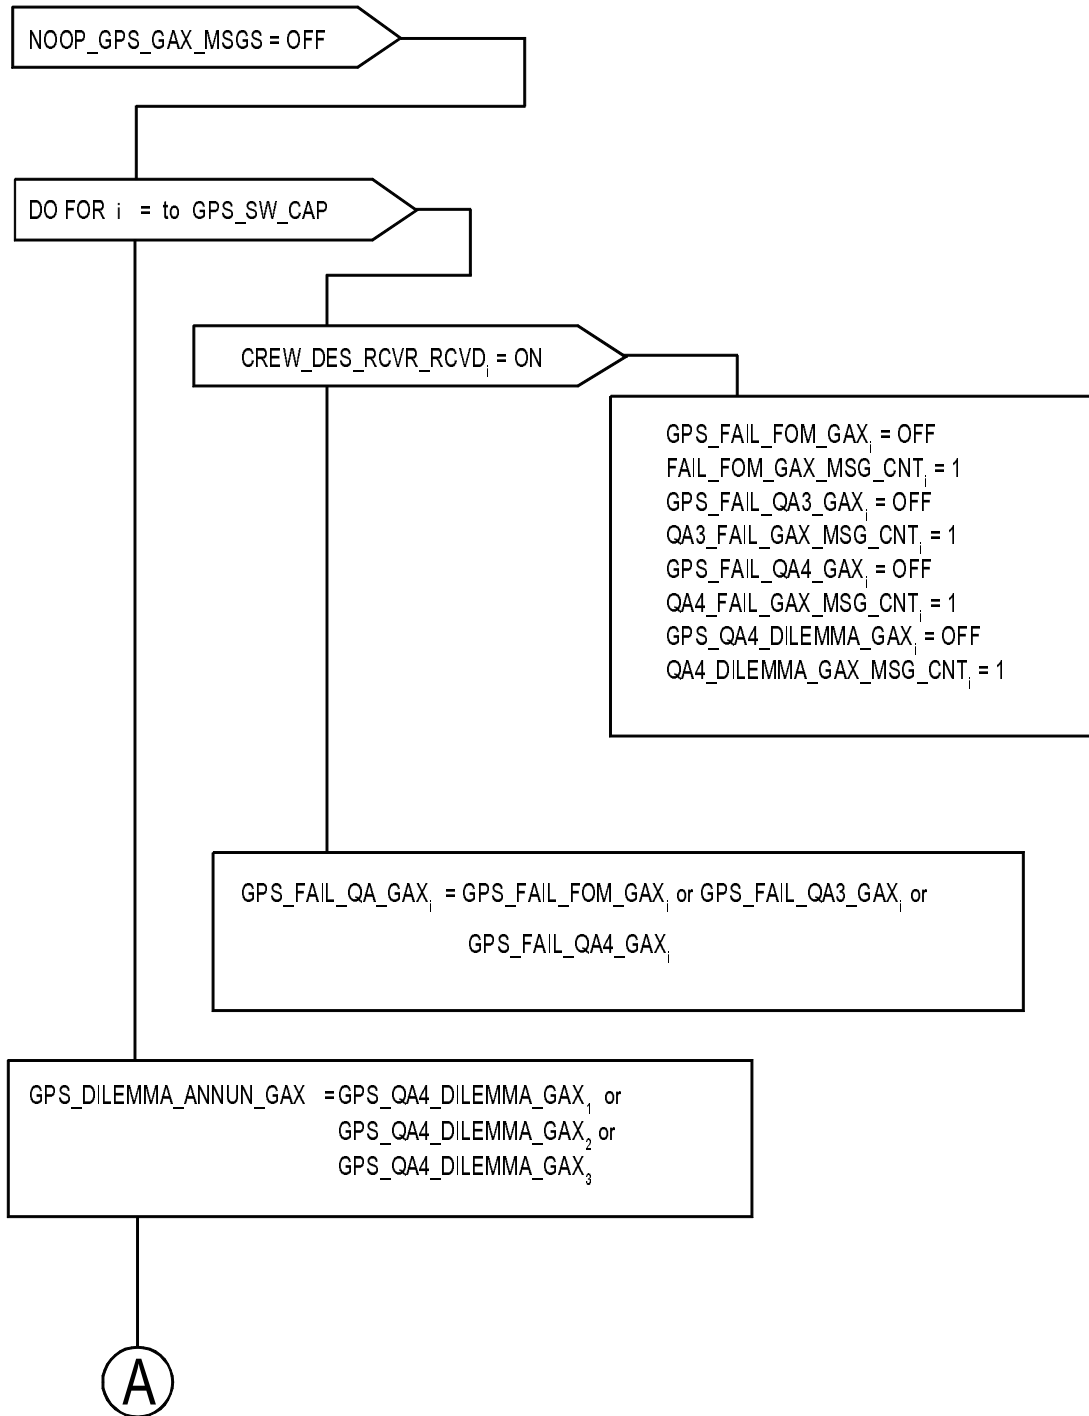 NOOP_GPS_GAX_MSGS = OFF
DO FOR i = to GPS_SW_CAP
CREW_DES_RCVR_RCVDi = ON
GPS_FAIL_FOM_GAXi = OFF
FAIL_FOM_GAX_MSG_CNTi = 1
GPS_FAIL_QA3_GAXi = OFF
QA3_FAIL_GAX_MSG_CNTi = 1
GPS_FAIL_QA4_GAXi = OFF
QA4_FAIL_GAX_MSG_CNTi = 1
GPS_QA4_DILEMMA_GAXi = OFF
QA4_DILEMMA_GAX_MSG_CNTi = 1
GPS_FAIL_QA_GAXi = GPS_FAIL_FOM_GAXi or GPS_FAIL_QA3_GAXi or
GPS_FAIL_QA4_GAXi
GPS_DILEMMA_ANNUN_GAX = GPS_QA4_DILEMMA_GAX1 or
GPS_QA4_DILEMMA_GAX2 or
GPS_QA4_DILEMMA_GAX3
A